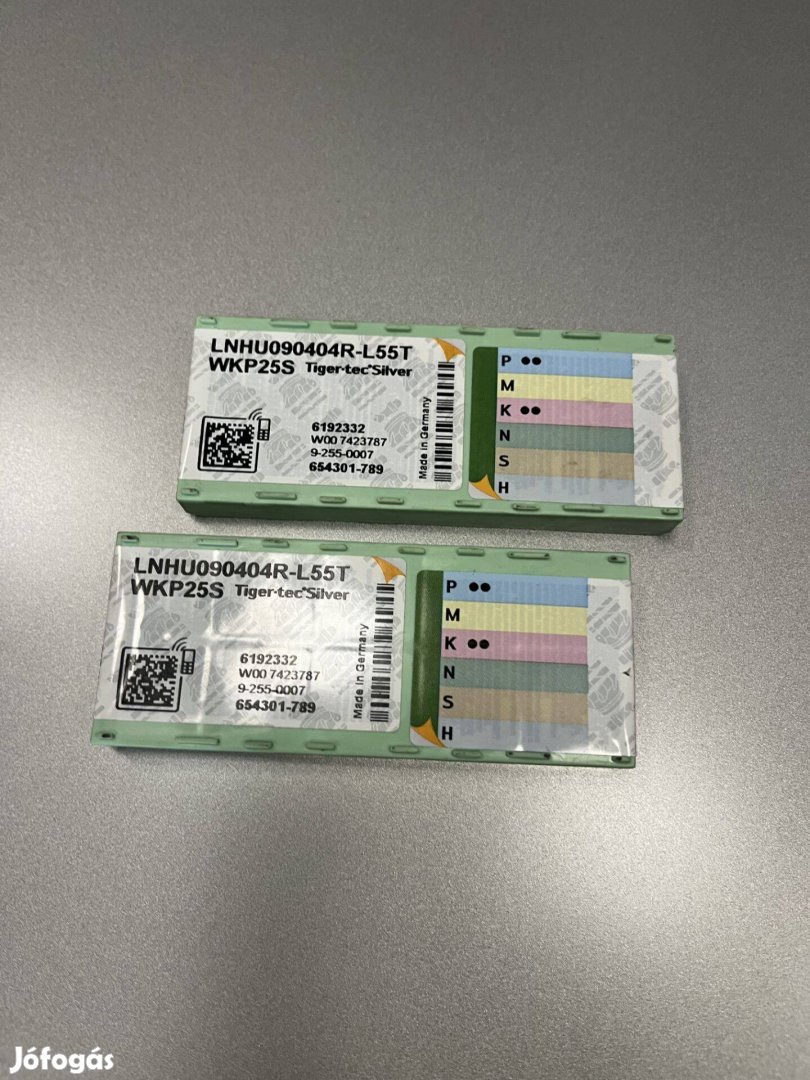 LNHU090404R-L55T
WKP25S Tiger·tec®Silver
6192332
W00 7423787
9-255-0007
654301-789
Made in Germany
P
M
K
N
S
H
LNHU090404R-L55T
WKP25S Tiger·tec®Silver
6192332
W00 7423787
9-255-0007
654301-789
Made in Germany
P
M
K
N
S
H
Jófogás